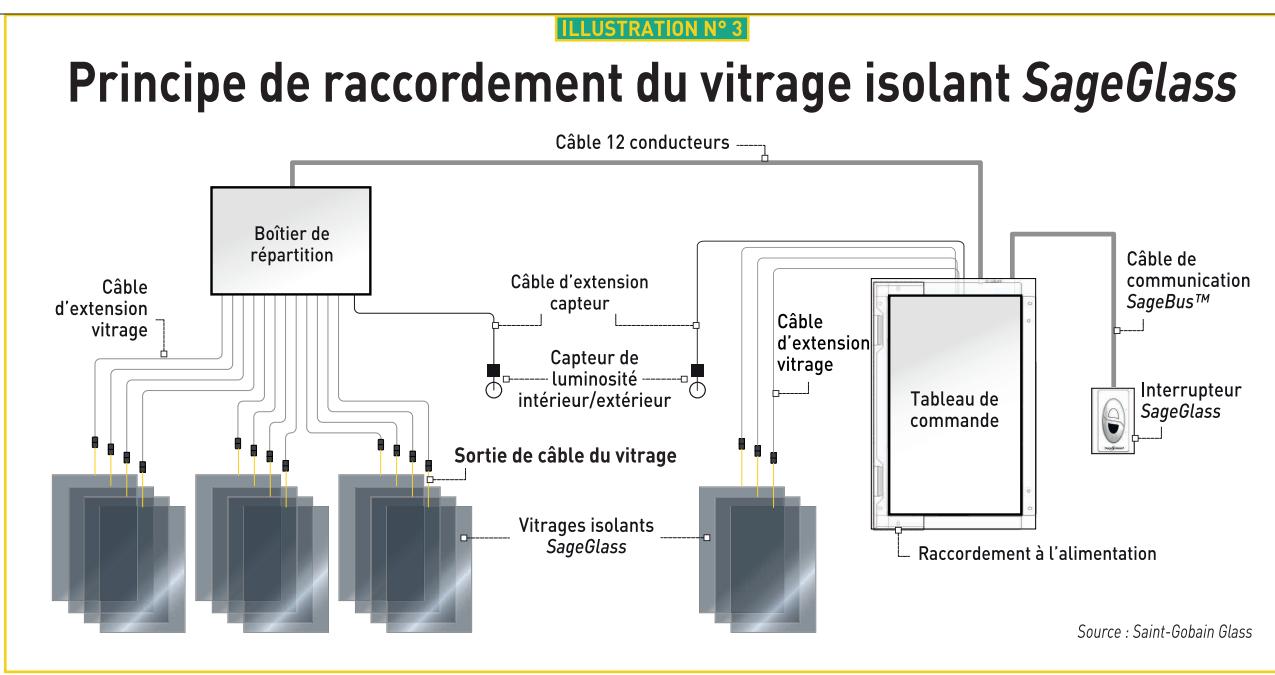 ILLUSTRATION N° 3
Principe de raccordement du vitrage isolant SageGlass
Câble 12 conducteurs
Boîtier de
répartition
Câble
d'extension
vitrage
Câble d'extension
capteur
Capteur de
luminosité
intérieur/extérieur
Câble
d'extension
vitrage
Tableau de
commande
Câble de
communication
SageBus™
Interrupteur
SageGlass
Sortie de câble du vitrage
Vitrages isolants
SageGlass
Raccordement à l'alimentation
Source : Saint-Gobain Glass